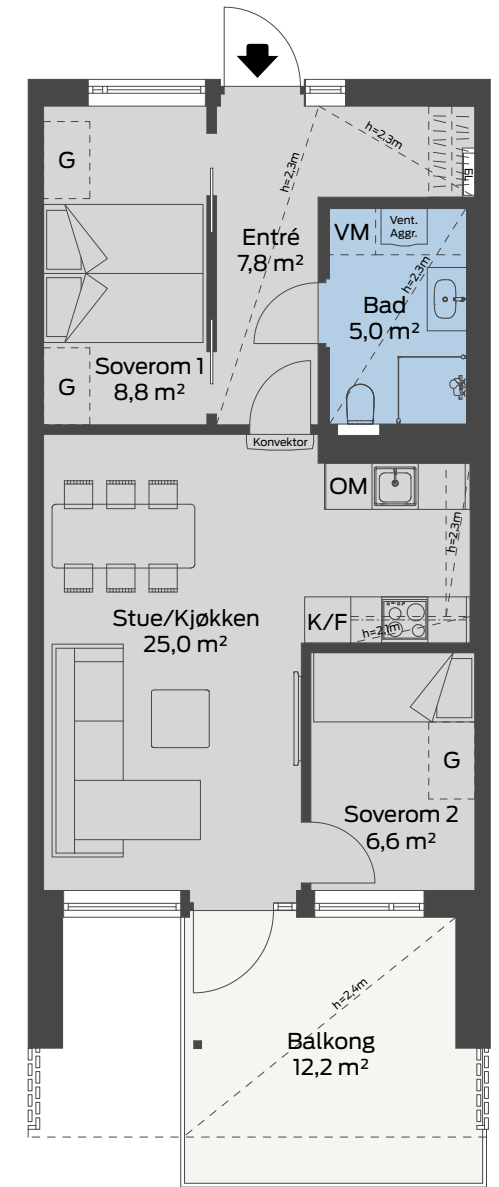 h=2,3m
EL
G
h=2,3m
Entré
7,8 m²
VM
Vent.
Aggr.
h=2,3m
Bad
5,0 m²
G
Soverom 1
8,8 m²
Konvektor
OM
h=2,3m
K/F
h=2,1m
Stue/Kjøkken
25,0 m²
G
Soverom 2
6,6 m²
h=2,4m
Balkong
12,2 m²